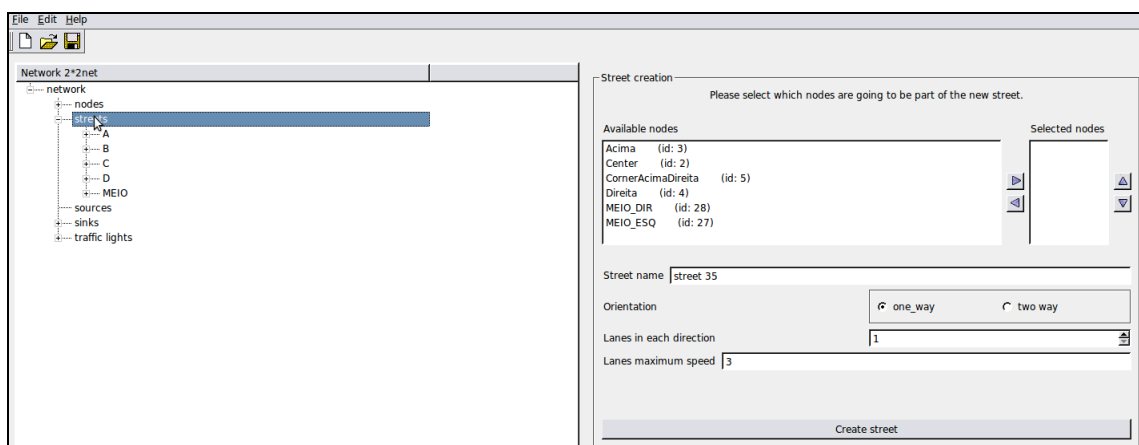 File Edit Help
Network 2*2net
network
nodes
streets
A
B
C
D
MEIO
sources
sinks
traffic lights
Street creation
Please select which nodes are going to be part of the new street.
Available nodes Selected nodes
Acima (id: 3)
Center (id: 2)
CornerAcimaDireita (id: 5)
Direita (id: 4)
MEIO_DIR (id: 28)
MEIO_ESQ (id: 27)
Street name street 35
Orientation one_way two way
Lanes in each direction 1
Lanes maximum speed 3
Create street